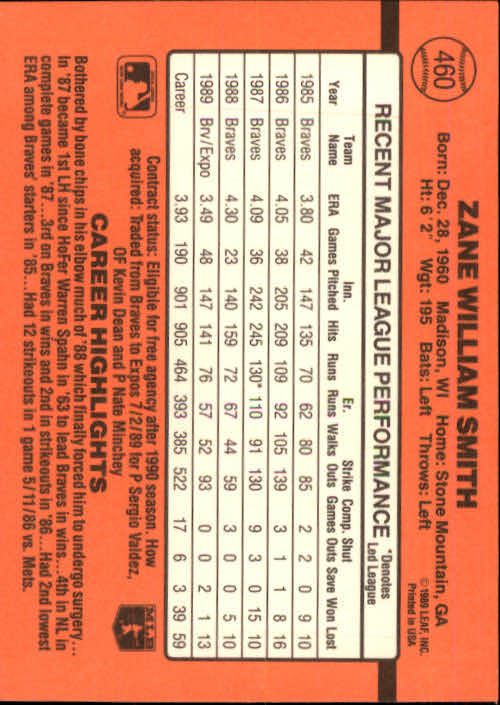 460
ZANE WILLIAM SMITH
Born: Dec. 28, 1960 Madison, WI Home: Stone Mountain, GA
Ht: 6' 2" Wgt: 195 Bats: Left Throws: Left
©1989 LEAF, INC.
Printed in USA
RECENT MAJOR LEAGUE PERFORMANCE *Denotes Led League
Year Team Name ERA Games Inn. Pitched Hits Runs Er. Runs Walks Strike Outs Comp. Games Shut Outs Save Won Lost
1985 Braves 3.80 42 147 135 70 62 80 85 2 2 0 9 10
1986 Braves 4.05 38 205 209 109 92 105 139 3 1 1 8 16
1987 Braves 4.09 36 242 245 130* 110 91 130 9 3 0 15 10
1988 Braves 4.30 23 140 159 72 67 44 59 3 0 0 5 10
1989 Brv/Expo 3.49 48 147 141 76 57 52 93 0 0 2 1 13
Career 3.93 190 901 905 464 393 385 522 17 6 3 39 59
Contract status: Eligible for free agency after 1990 season. How
acquired: Traded from Braves to Expos 7/2/89 for P Sergio Valdez,
OF Kevin Dean and P Nate Minchey
MLB
CAREER HIGHLIGHTS
Bothered by bone chips in his elbow much of '88 which finally forced him to undergo surgery...
In '87 became 1st LH since HoFer Warren Spahn in '63 to lead Braves in wins...4th in NL in
complete games in '87...3rd on Braves in wins and 2nd in strikeouts in '86...Had 2nd lowest
ERA among Braves' starters in '85...Had 12 strikeouts in 1 game 5/11/86 vs. Mets.